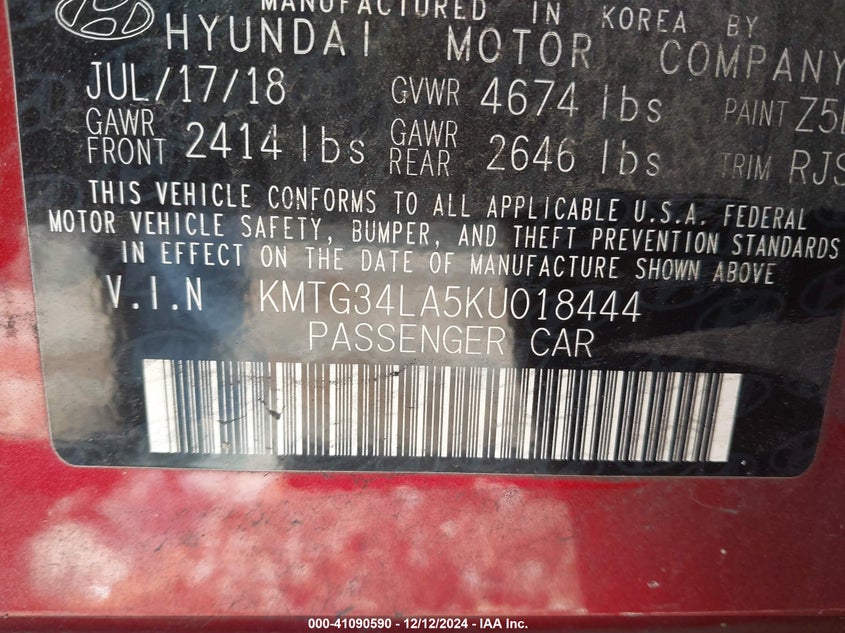 MANUFACTURED IN KOREA BY
HYUNDAI MOTOR COMPANY
JUL/17/18 GVWR 4674 lbs PAINT
GAWR FRONT 2414 lbs GAWR REAR 2646 lbs TRIM
THIS VEHICLE CONFORMS TO ALL APPLICABLE U.S.A. FEDERAL
MOTOR VEHICLE SAFETY, BUMPER, AND THEFT PREVENTION STANDARDS
IN EFFECT ON THE DATE OF MANUFACTURE SHOWN ABOVE
V.I.N KMTG34LA5KU018444
PASSENGER CAR
000-41090590 - 12/12/2024 - IAA Inc.